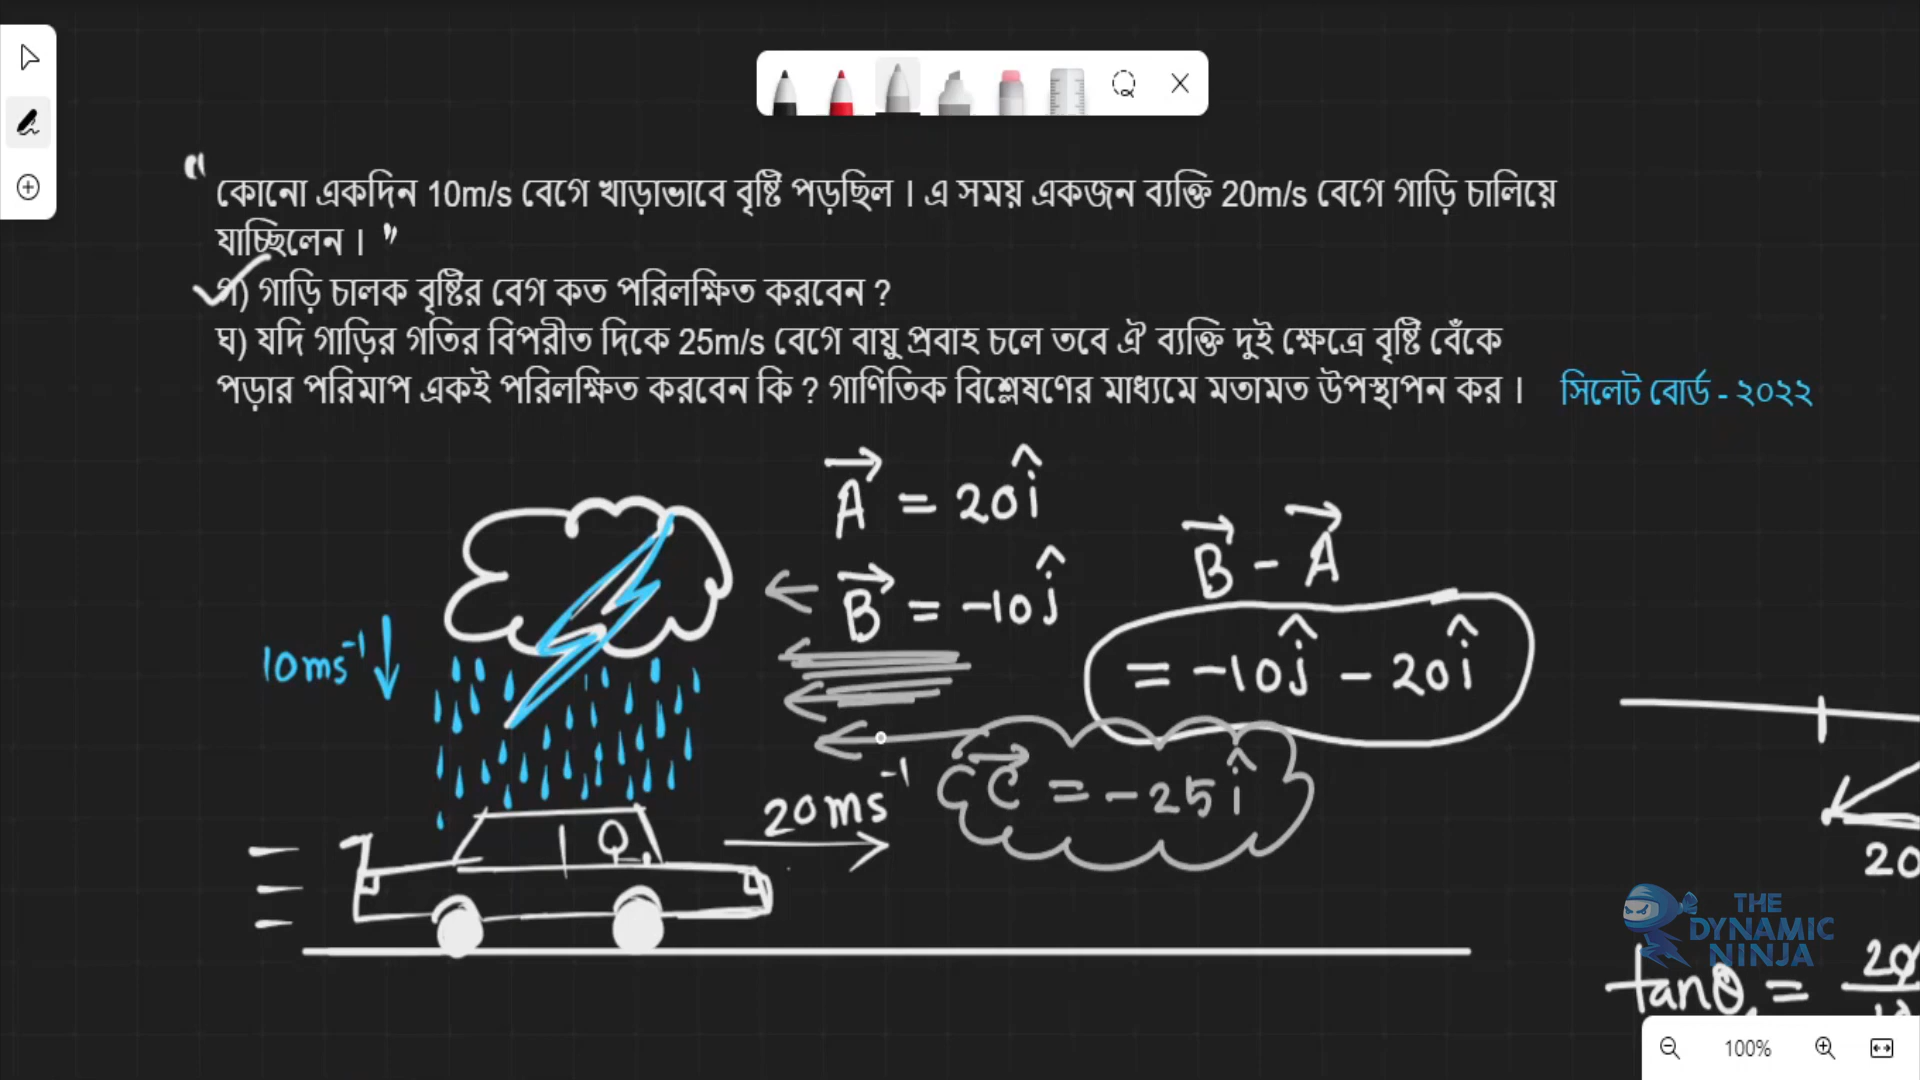 "কোনো একদিন 10m/s বেগে খাড়াভাবে বৃষ্টি পড়ছিল । এ সময় একজন ব্যক্তি 20m/s বেগে গাড়ি চালিয়ে
যাচ্ছিলেন । "
গ) গাড়ি চালক বৃষ্টির বেগ কত পরিলক্ষিত করবেন ?
ঘ) যদি গাড়ির গতির বিপরীত দিকে 25m/s বেগে বায়ু প্রবাহ চলে তবে ঐ ব্যক্তি দুই ক্ষেত্রে বৃষ্টি বেঁকে
পড়ার পরিমাপ একই পরিলক্ষিত করবেন কি ? গাণিতিক বিশ্লেষণের মাধ্যমে মতামত উপস্থাপন কর । সিলেট বোর্ড - ২০২২
A⃗ = 20î
B⃗ = -10ĵ
B⃗ - A⃗
= -10ĵ - 20î
10ms⁻¹
C⃗ = -25î
20ms⁻¹
20
THE
DYNAMIC
NINJA
tanθ =
100%